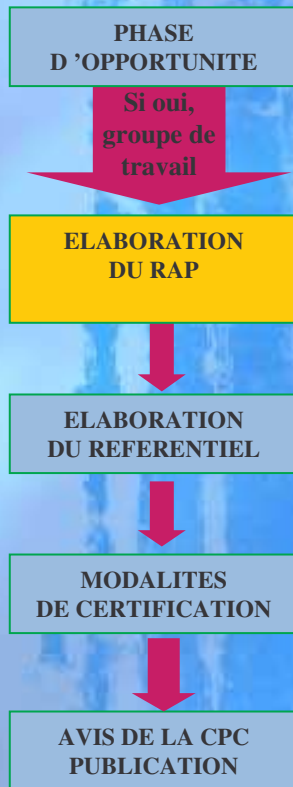 PHASE
D ’OPPORTUNITE
Si oui,
groupe de
travail
ELABORATION
DU RAP
ELABORATION
DU REFERENTIEL
MODALITES
DE CERTIFICATION
AVIS DE LA CPC
PUBLICATION